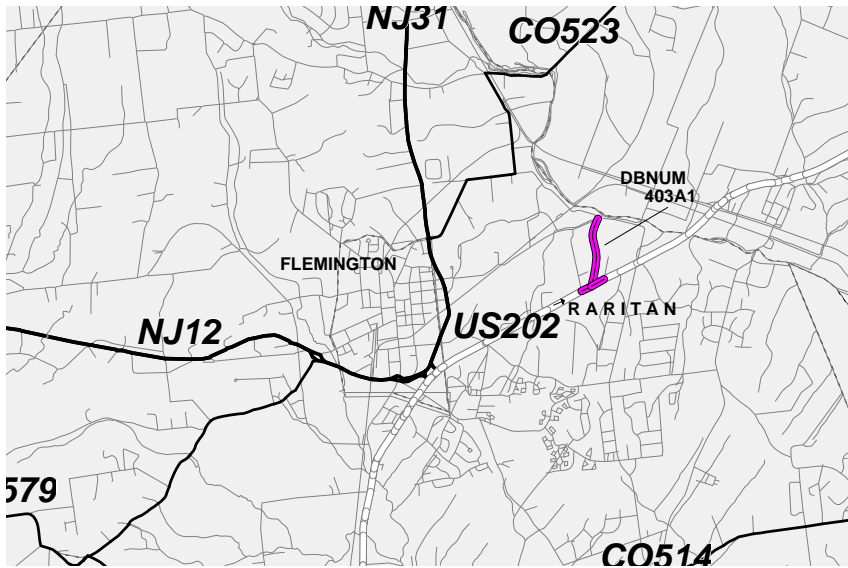 NJ31
CO523
DBNUM
403A1
FLEMINGTON
RARITAN
US202
NJ12
579
CO514